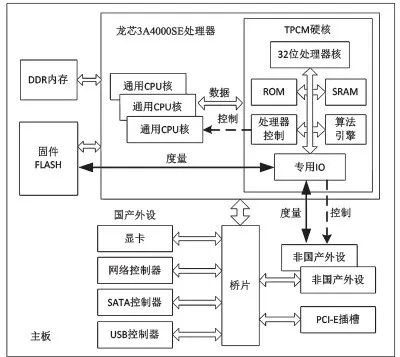 龙芯3A4000SE处理器
TPCM硬核
32位处理器核
DDR内存
通用CPU核
通用CPU核
通用CPU核
数据
控制
ROM
SRAM
处理器
控制
算法
引擎
固件
FLASH
度量
专用IO
国产外设
度量
控制
显卡
网络控制器
SATA控制器
USB控制器
桥片
非国产外设
非国产外设
PCI-E插槽
主板